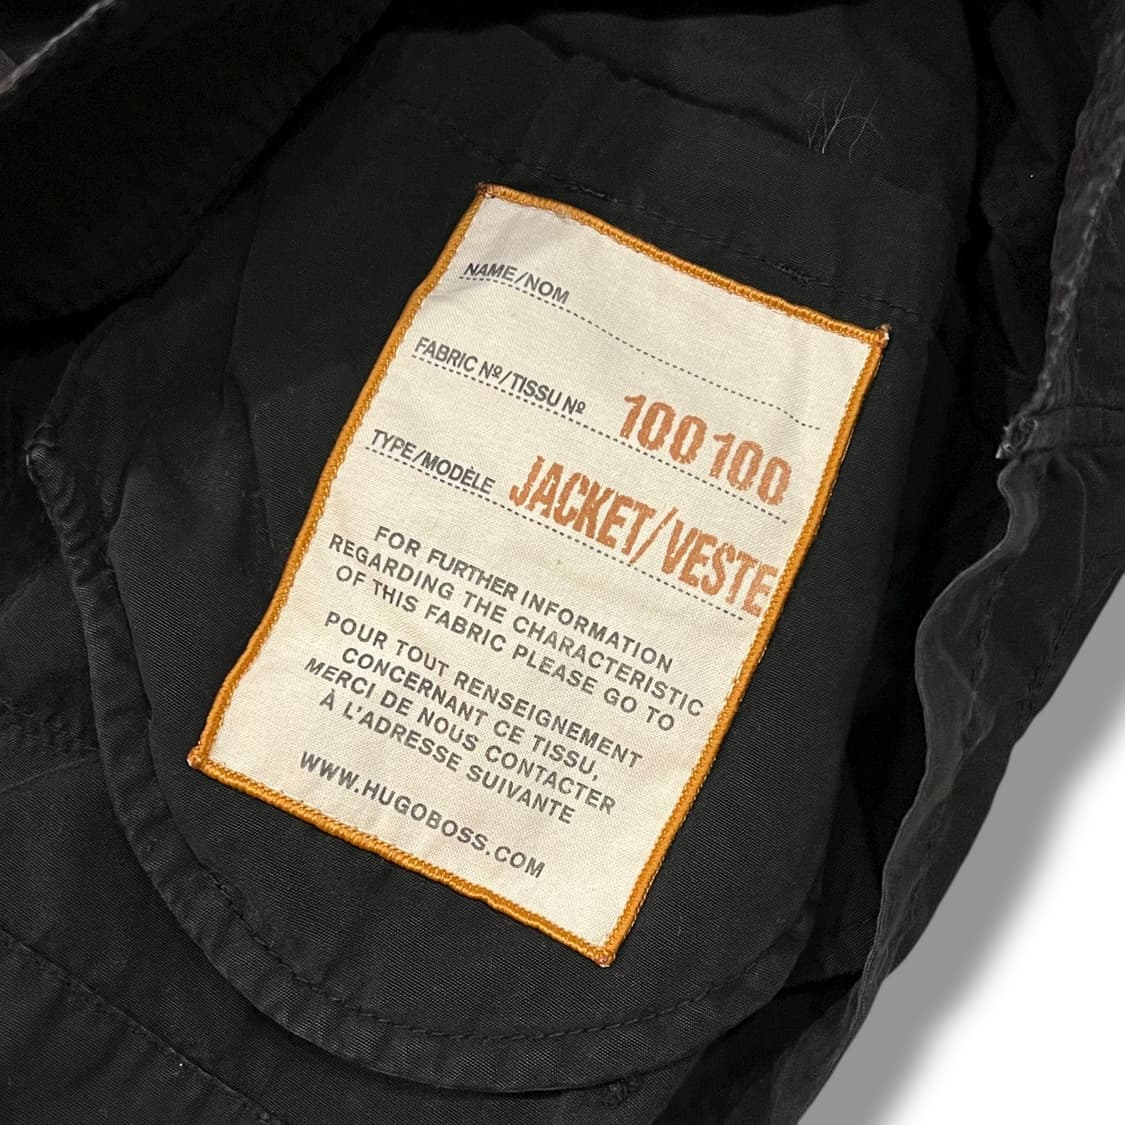 NAME/NOM
FABRIC Nº/TISSU Nº 100100
TYPE/MODÈLE JACKET/VESTE
FOR FURTHER INFORMATION
REGARDING THE CHARACTERISTIC
OF THIS FABRIC PLEASE GO TO
POUR TOUT RENSEIGNEMENT
CONCERNANT CE TISSU,
MERCI DE NOUS CONTACTER
À L'ADRESSE SUIVANTE
WWW.HUGOBOSS.COM